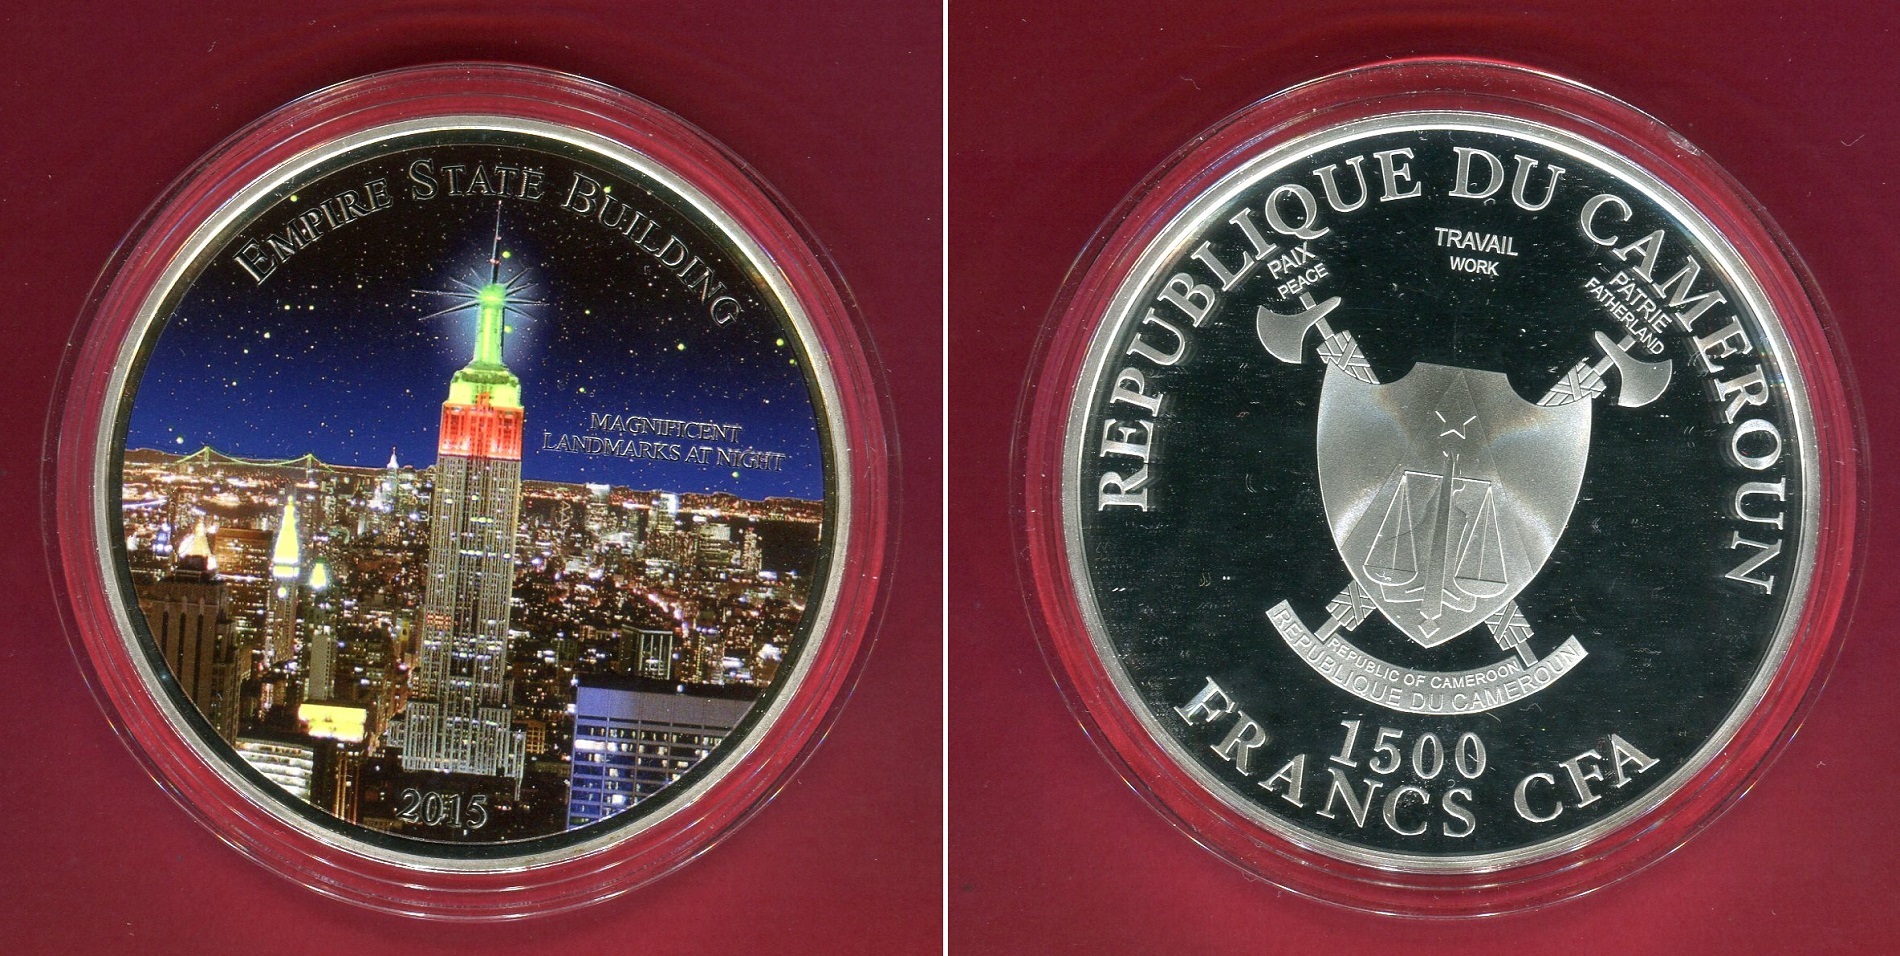 EMPIRE STATE BUILDING
MAGNIFICENT
LANDMARKS AT NIGHT
2015
REPUBLIQUE DU CAMEROUN
PAIX
PEACE
TRAVAIL
WORK
PATRIE
FATHERLAND
REPUBLIC OF CAMEROON
REPUBLIQUE DU CAMEROUN
1500
FRANCS CFA